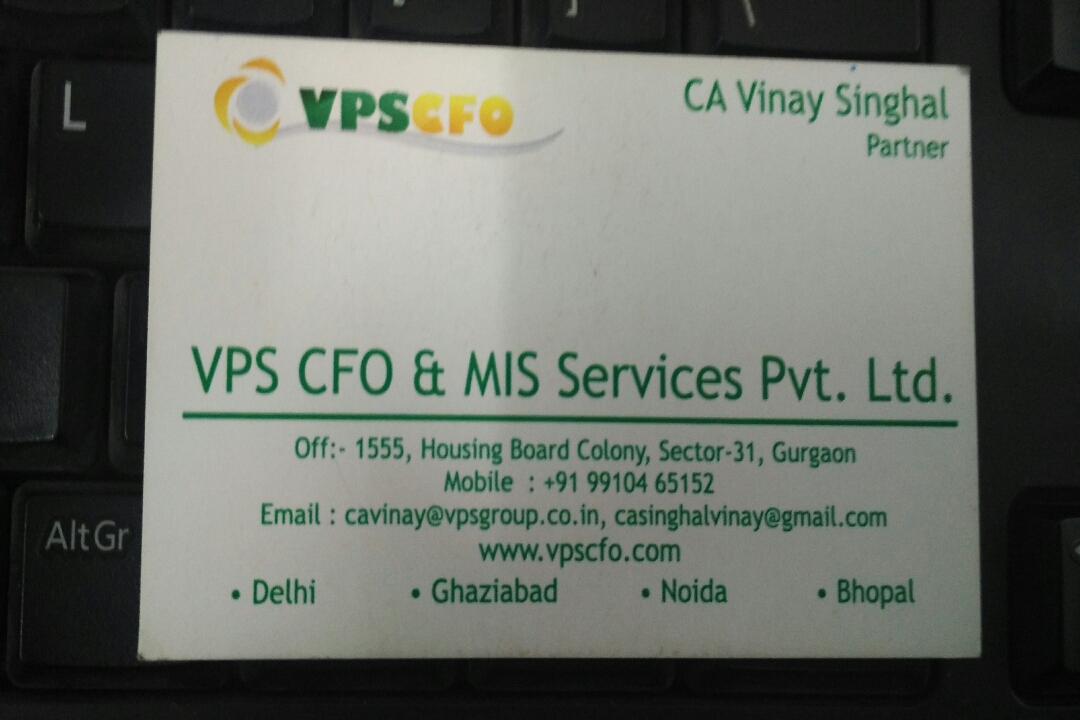 VPSCFO
CA Vinay Singhal
Partner
VPS CFO & MIS Services Pvt. Ltd.
Off:- 1555, Housing Board Colony, Sector-31, Gurgaon
Mobile : +91 99104 65152
Email : cavinay@vpsgroup.co.in, casinghalvinay@gmail.com
www.vpscfo.com
• Delhi • Ghaziabad • Noida • Bhopal
L
AltGr